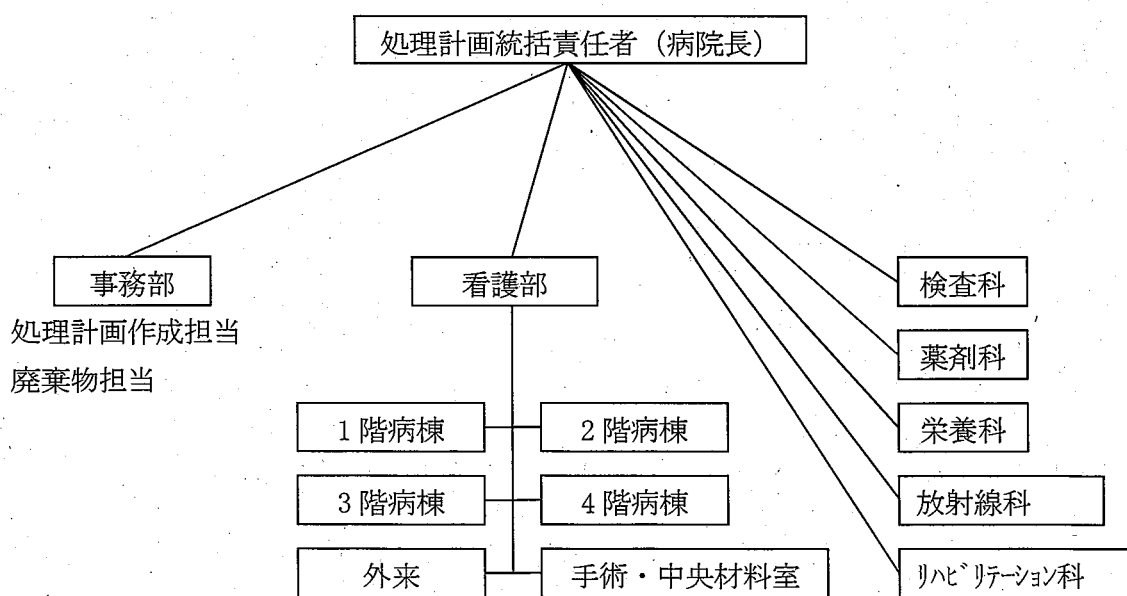 処理計画統括責任者（病院長）
事務部
処理計画作成担当
廃棄物担当
看護部
1階病棟
2階病棟
3階病棟
4階病棟
外来
手術・中央材料室
検査科
薬剤科
栄養科
放射線科
ﾘﾊﾋﾞﾘﾃｰｼｮﾝ科